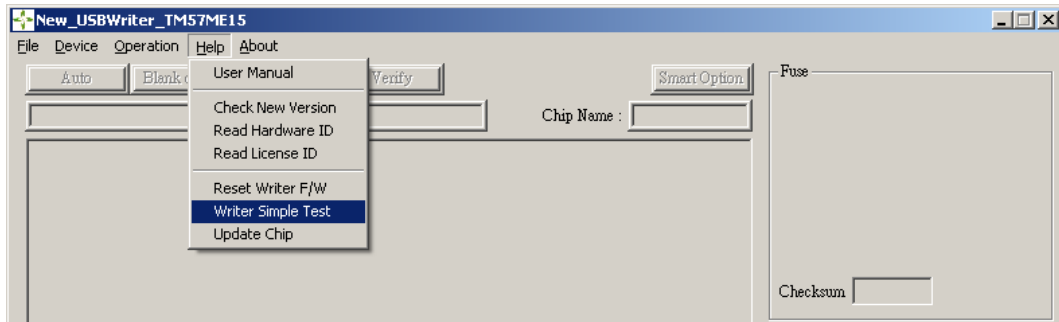 New_USBWriter_TM57ME15
File Device Operation Help About
Auto Blank Verify Smart Option
User Manual
Check New Version
Read Hardware ID
Read License ID
Reset Writer F/W
Writer Simple Test
Update Chip
Chip Name :
Fuse
Checksum